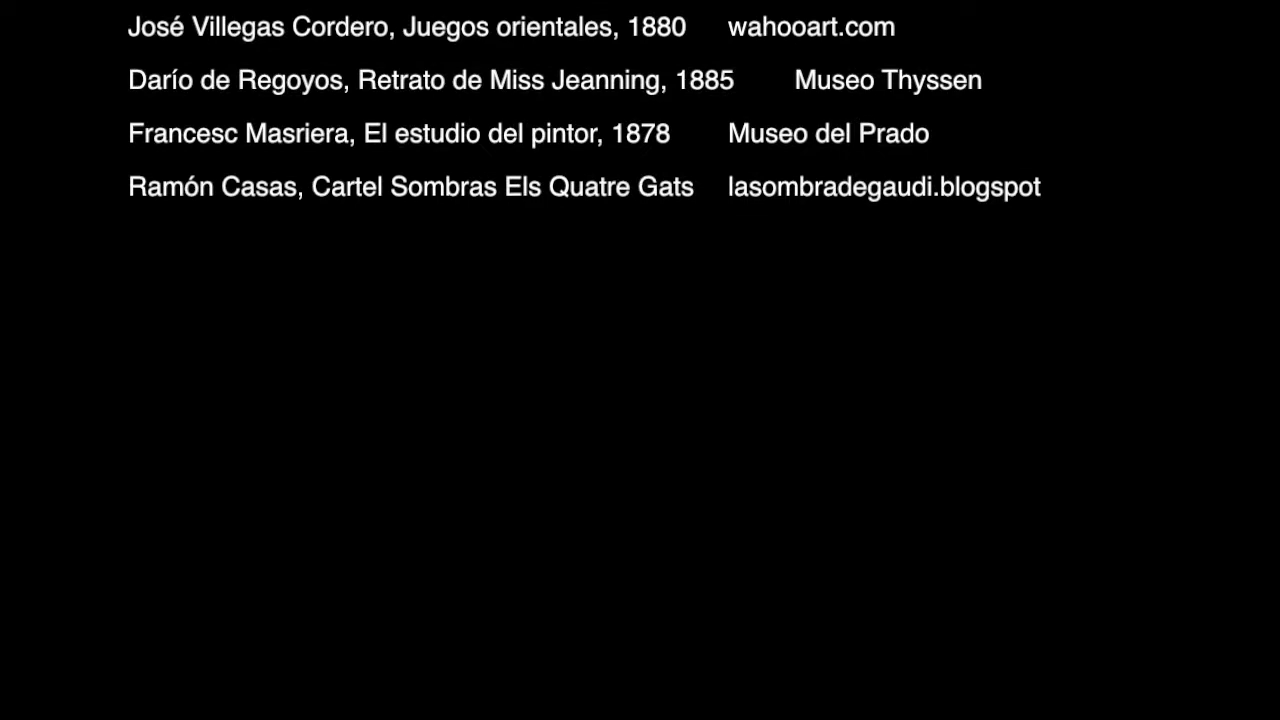 José Villegas Cordero, Juegos orientales, 1880 wahooart.com
Darío de Regoyos, Retrato de Miss Jeanning, 1885 Museo Thyssen
Francesc Masriera, El estudio del pintor, 1878 Museo del Prado
Ramón Casas, Cartel Sombras Els Quatre Gats lasombradegaudi.blogspot